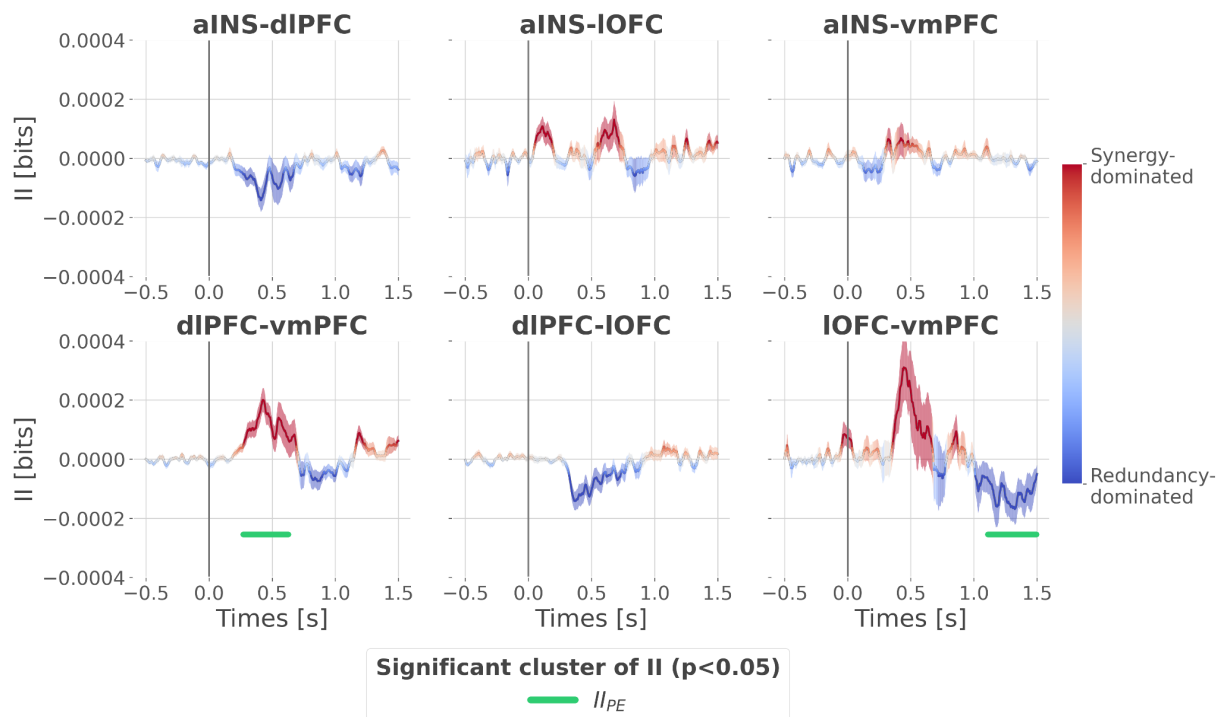 aINS-dlPFC aINS-lOFC aINS-vmPFC
0.0004
0.0002
0.0000
−0.0002
−0.0004
II [bits]
−0.5 0.0 0.5 1.0 1.5 −0.5 0.0 0.5 1.0 1.5 −0.5 0.0 0.5 1.0 1.5
Synergy-
dominated
Redundancy-
dominated
dlPFC-vmPFC dlPFC-lOFC lOFC-vmPFC
0.0004
0.0002
0.0000
−0.0002
−0.0004
II [bits]
−0.5 0.0 0.5 1.0 1.5 −0.5 0.0 0.5 1.0 1.5 −0.5 0.0 0.5 1.0 1.5
Times [s] Times [s] Times [s]
Significant cluster of II (p<0.05)
II_PE